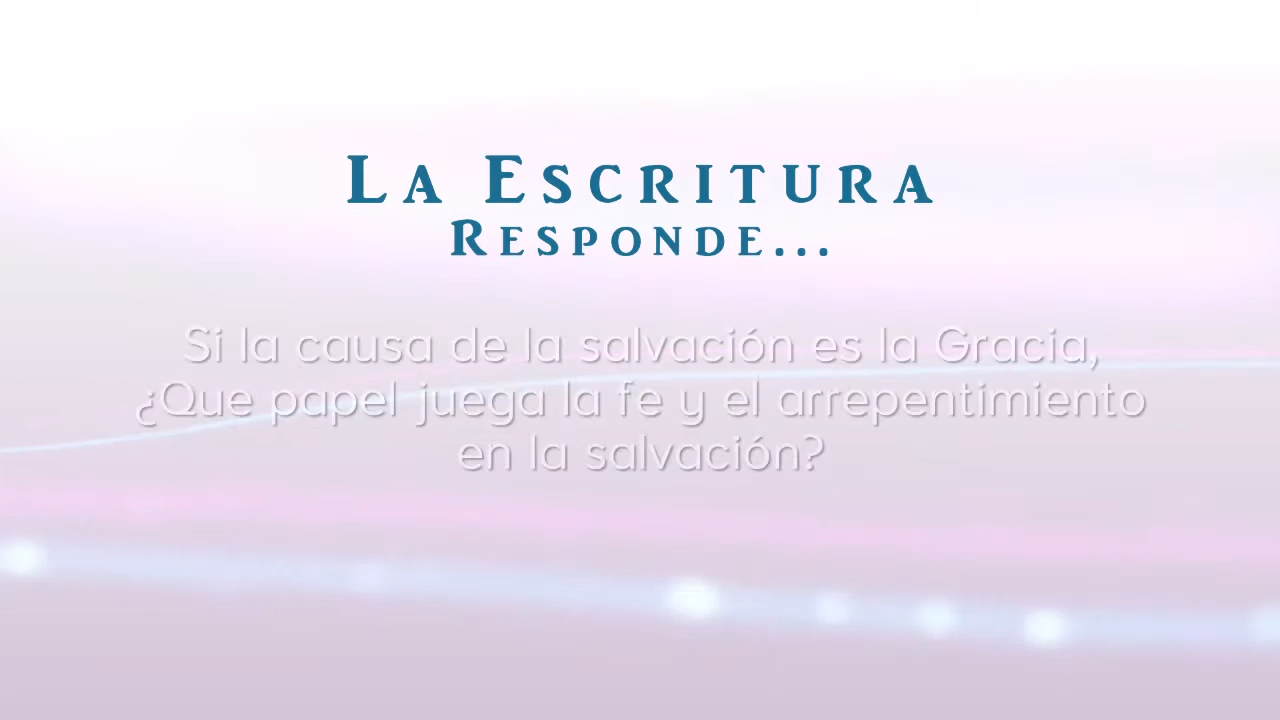 La Escritura
Responde...
Si la causa de la salvación es la Gracia,
¿Que papel juega la fe y el arrepentimiento
en la salvación?